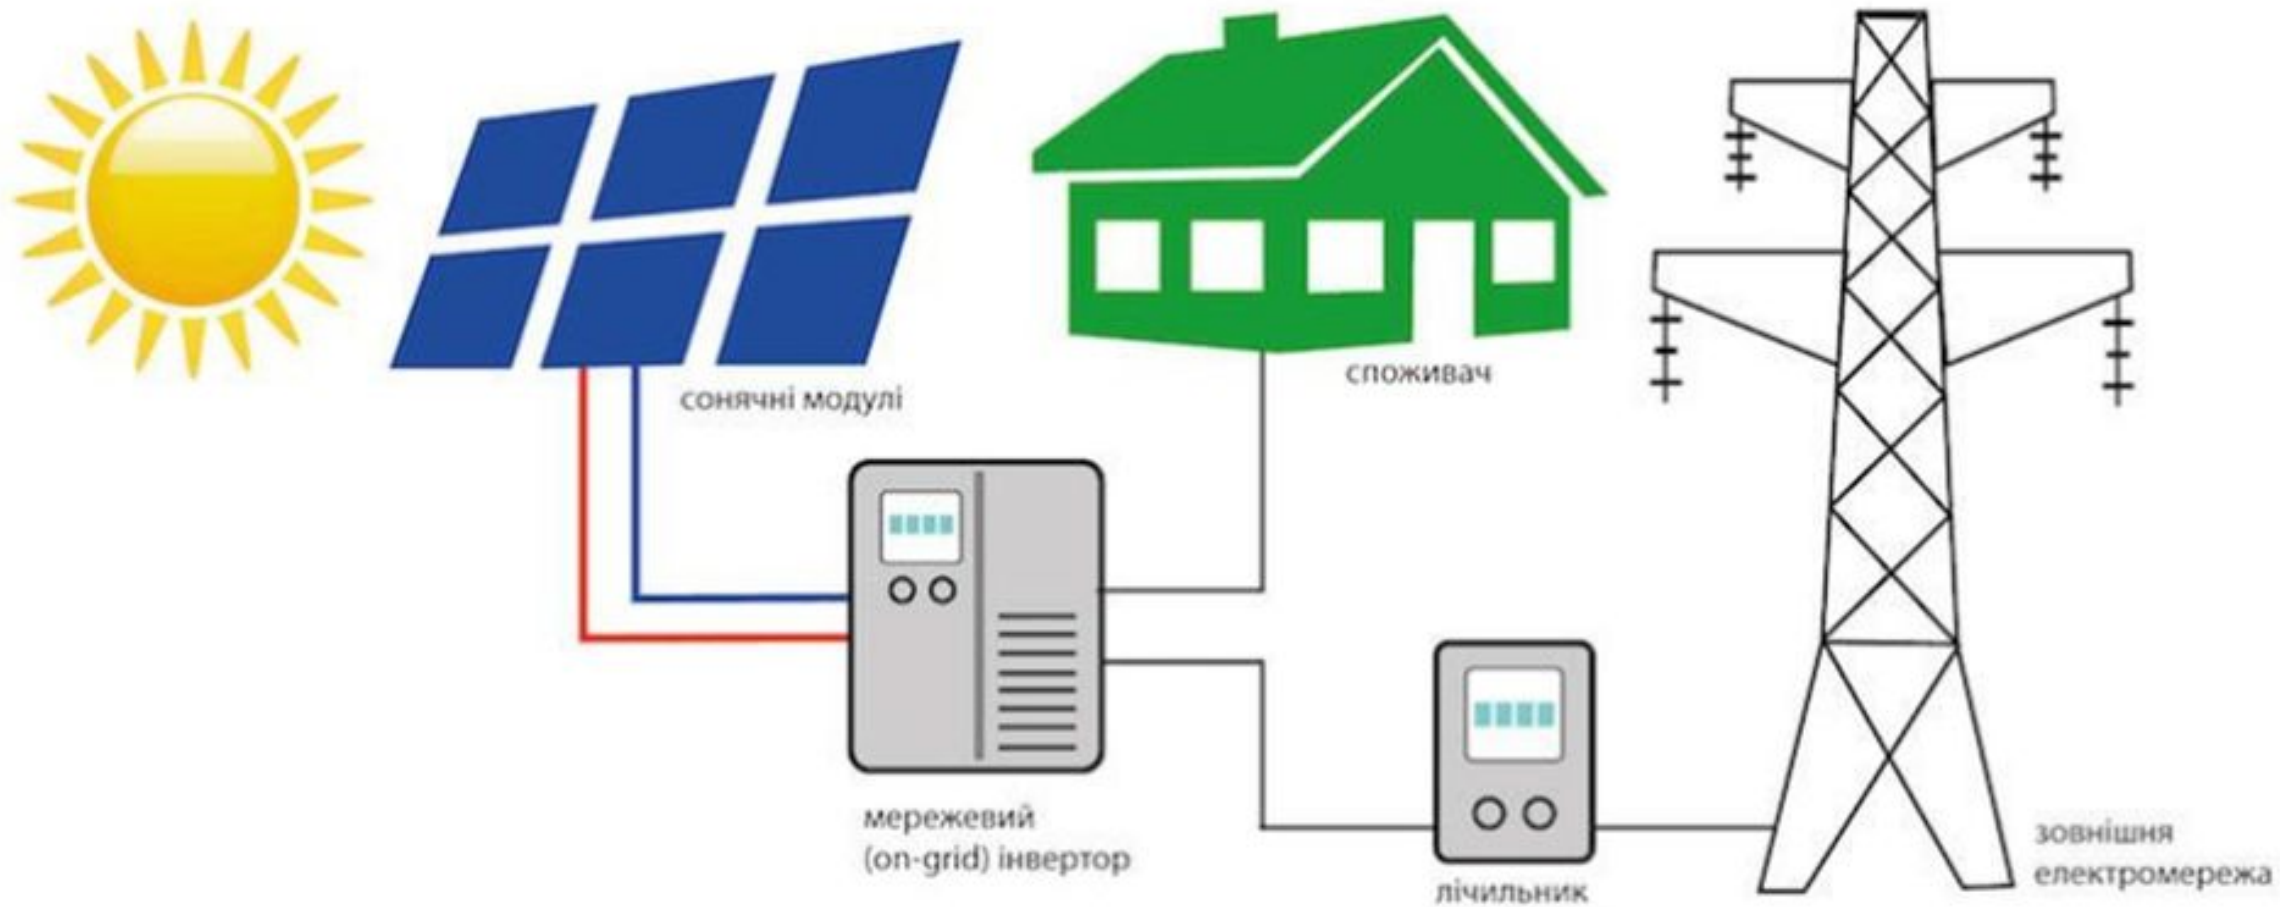 сонячні модулі
споживач
мережевий
(on-grid) інвертор
лічильник
зовнішня
електромережа